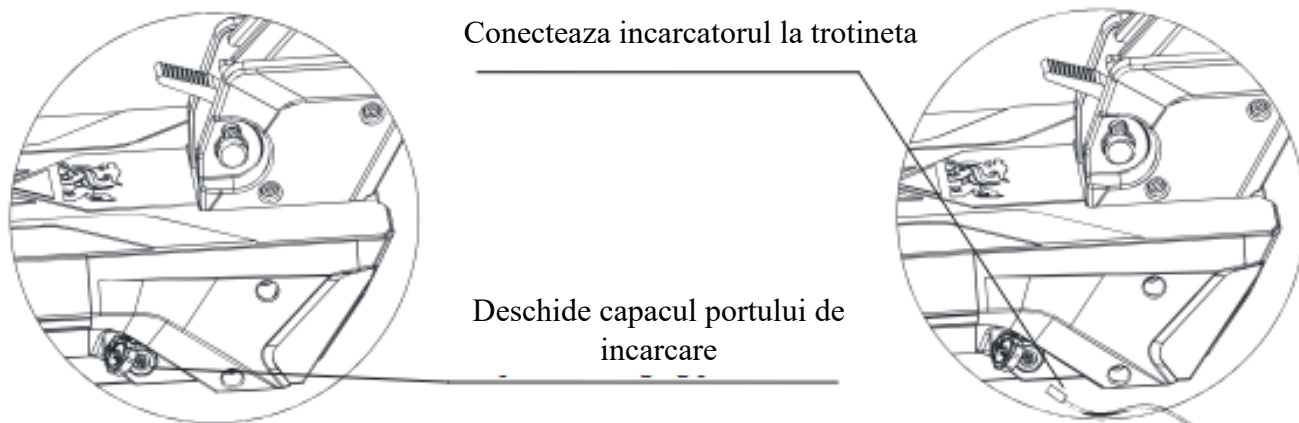 Conecteaza incarcatorul la trotineta
Deschide capacul portului de
incarcare